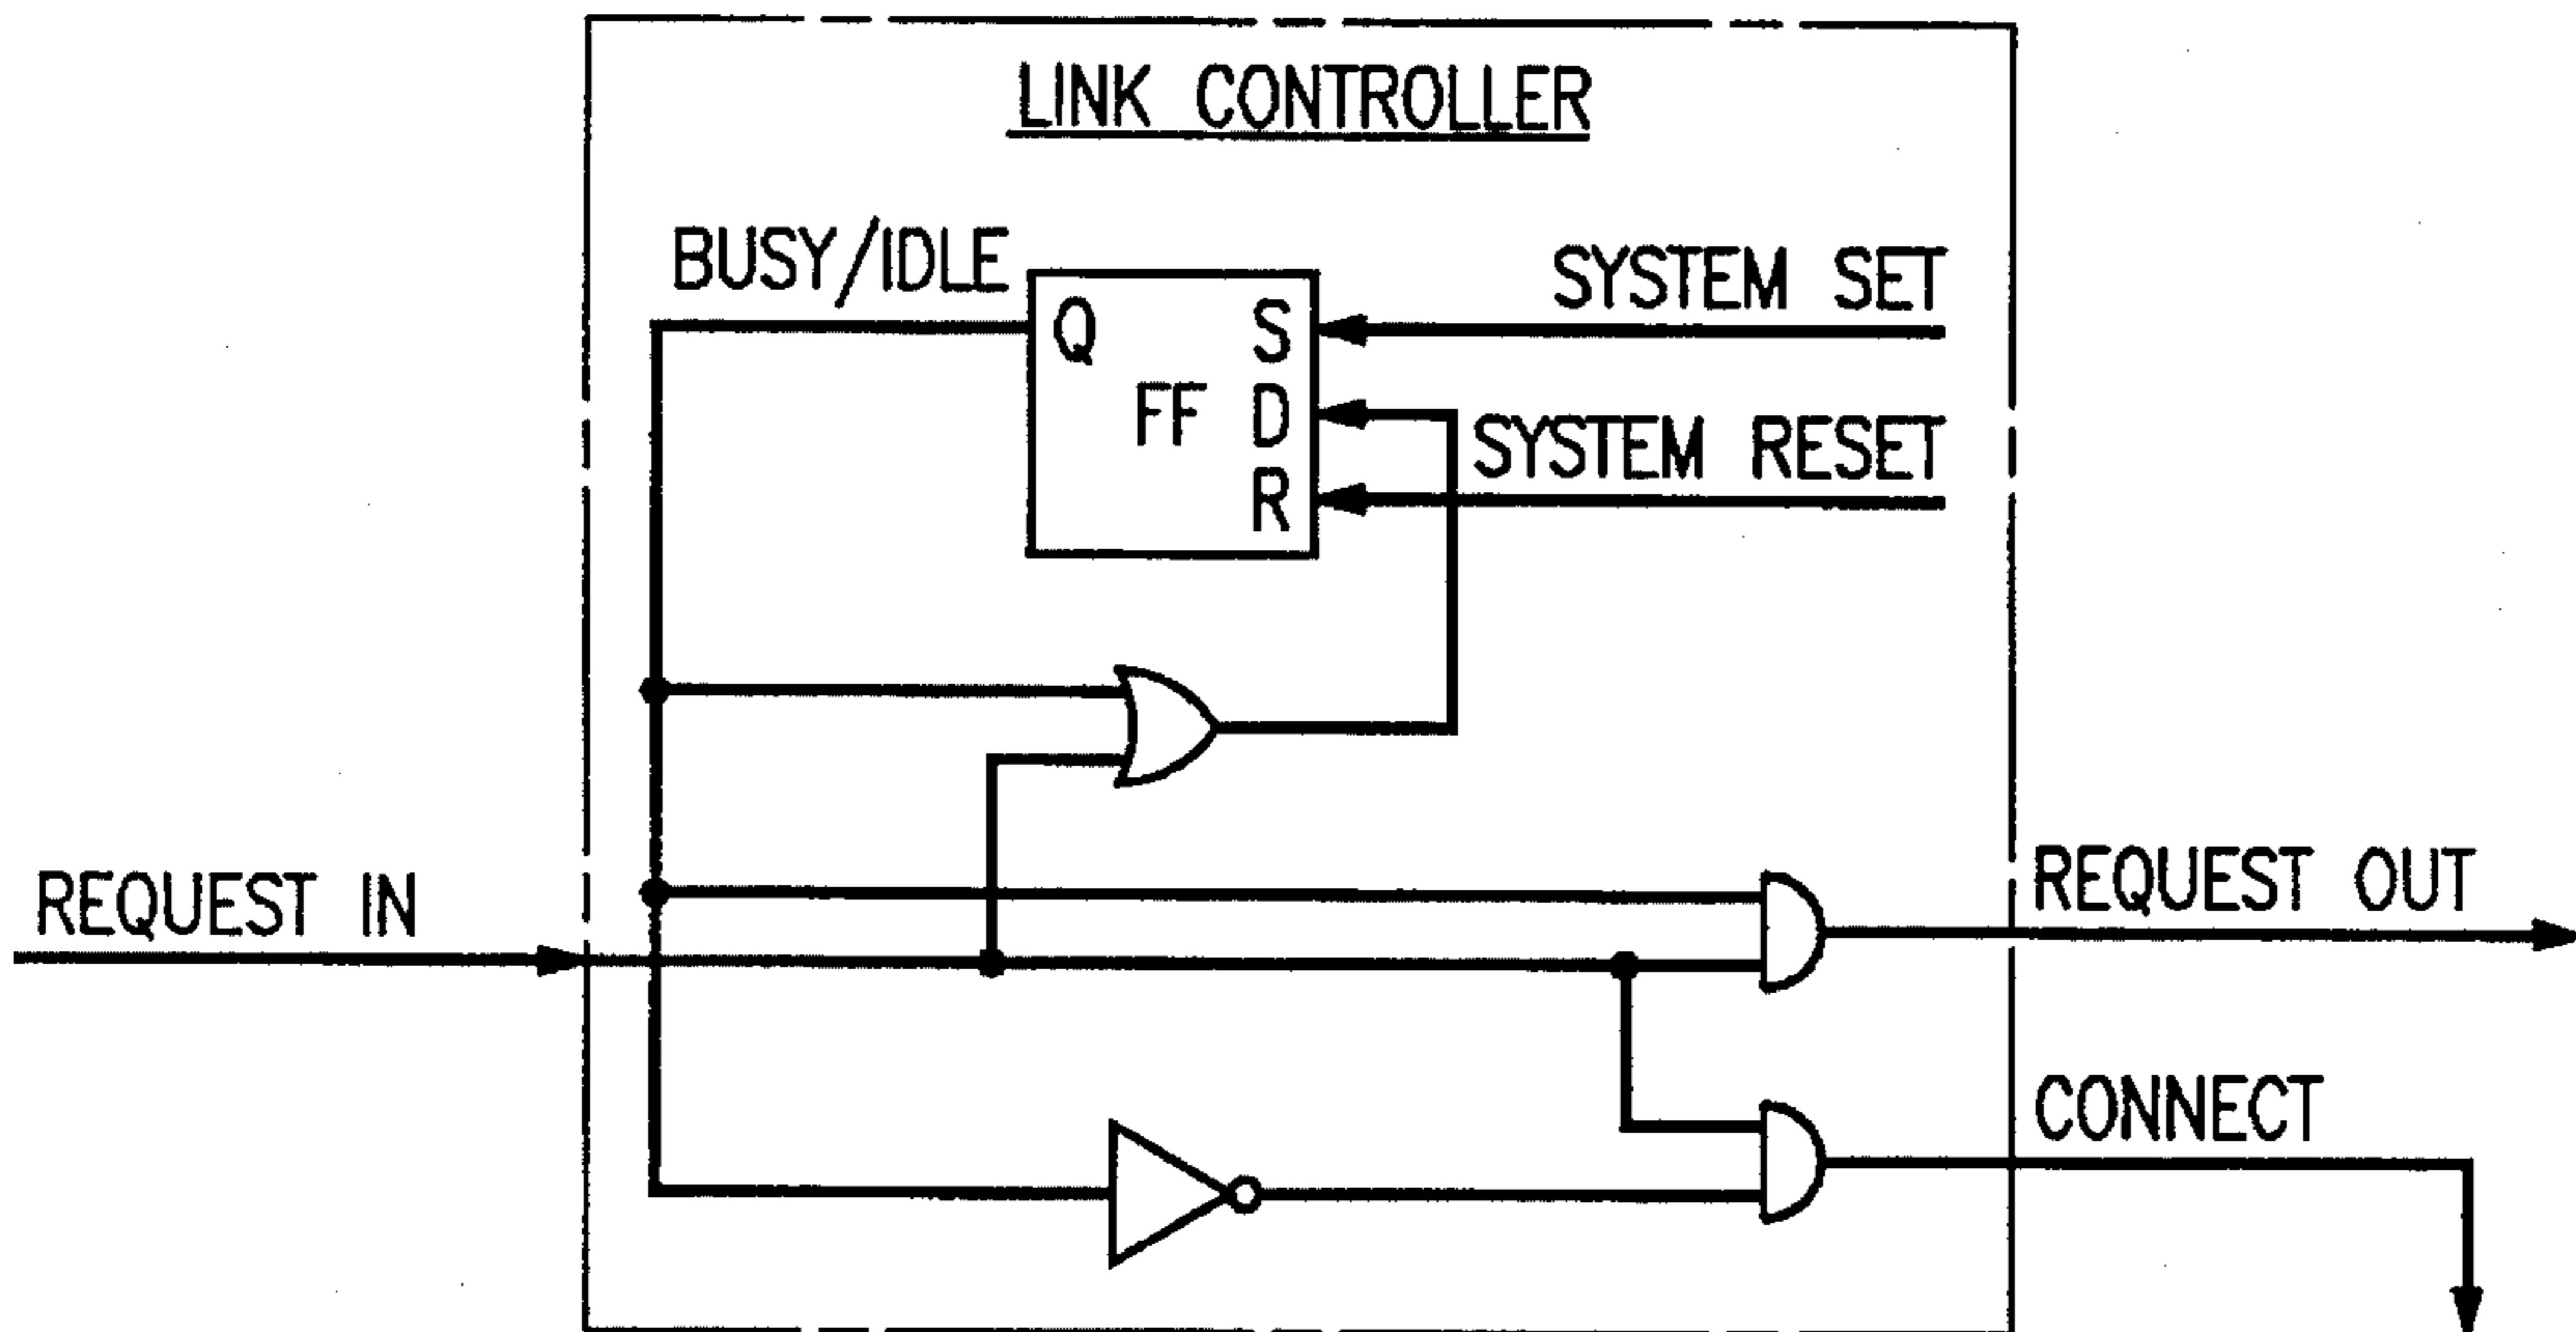 LINK CONTROLLER
BUSY/IDLE
SYSTEM SET
Q S
FF D
SYSTEM RESET
R
REQUEST IN
REQUEST OUT
CONNECT